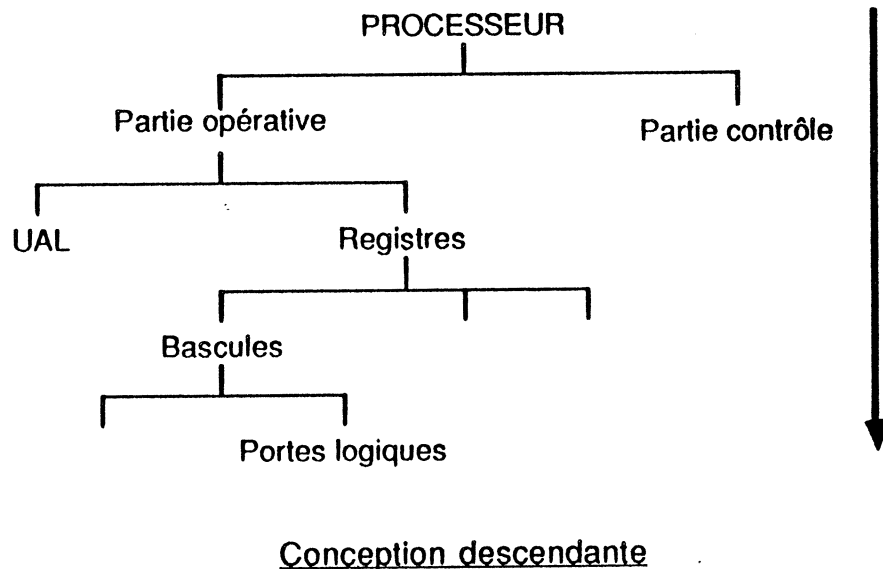 PROCESSEUR
Partie opérative
Partie contrôle
UAL
Registres
Bascules
Portes logiques
Conception descendante